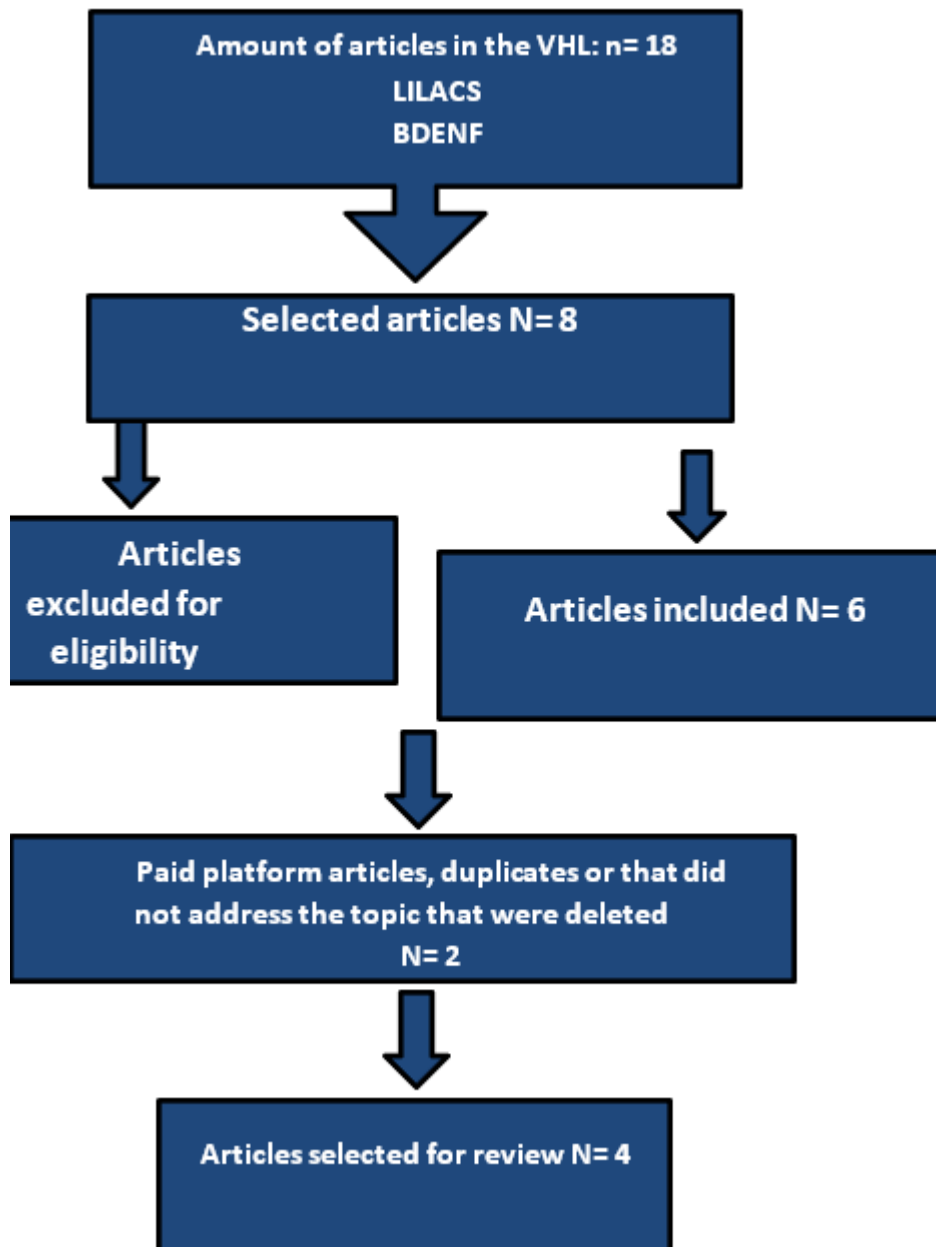 Amount of articles in the VHL: n= 18
LILACS
BDENF
Selected articles N= 8
Articles
excluded for
eligibility
Articles included N= 6
Paid platform articles, duplicates or that did
not address the topic that were deleted
N= 2
Articles selected for review N= 4